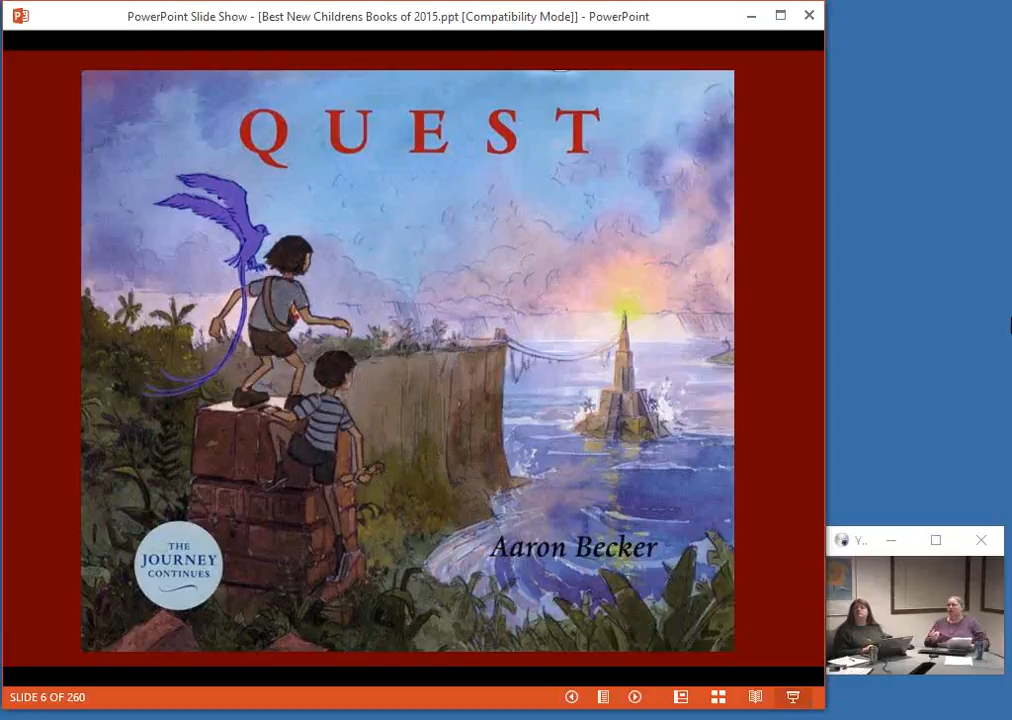 PowerPoint Slide Show - [Best New Childrens Books of 2015.ppt [Compatibility Mode]] - PowerPoint
QUEST
THE
JOURNEY
CONTINUES
Aaron Becker
Y..
SLIDE 6 OF 260